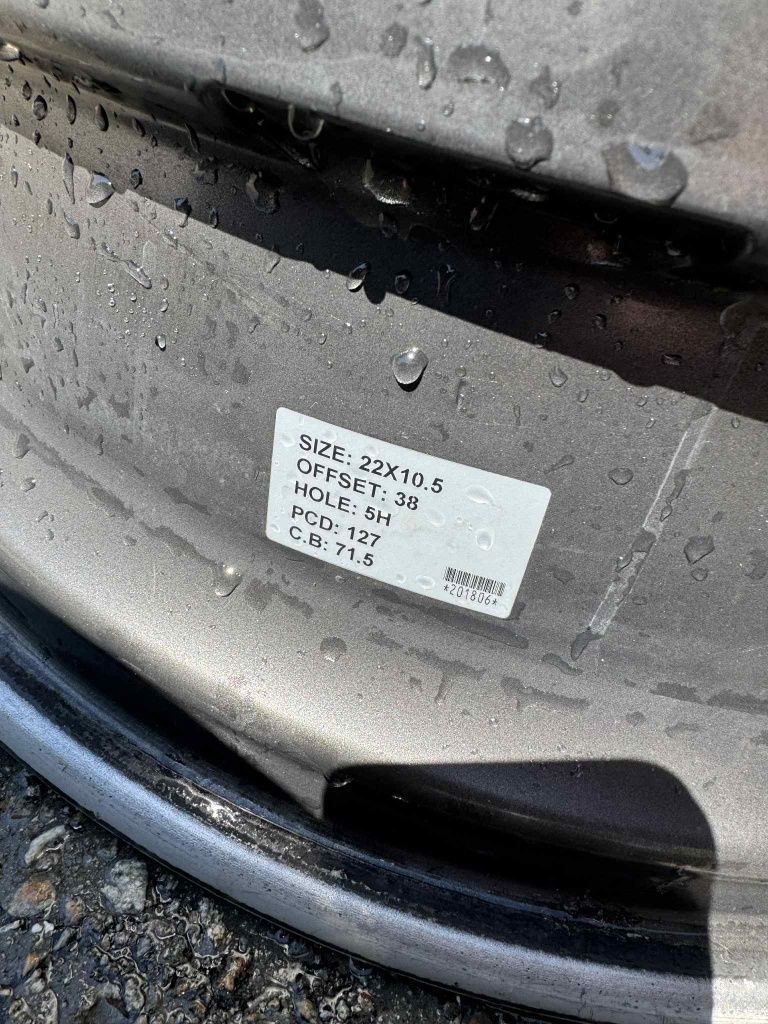 SIZE: 22X10.5
OFFSET: 38
HOLE: 5H
PCD: 127
C.B: 71.5
*201806*